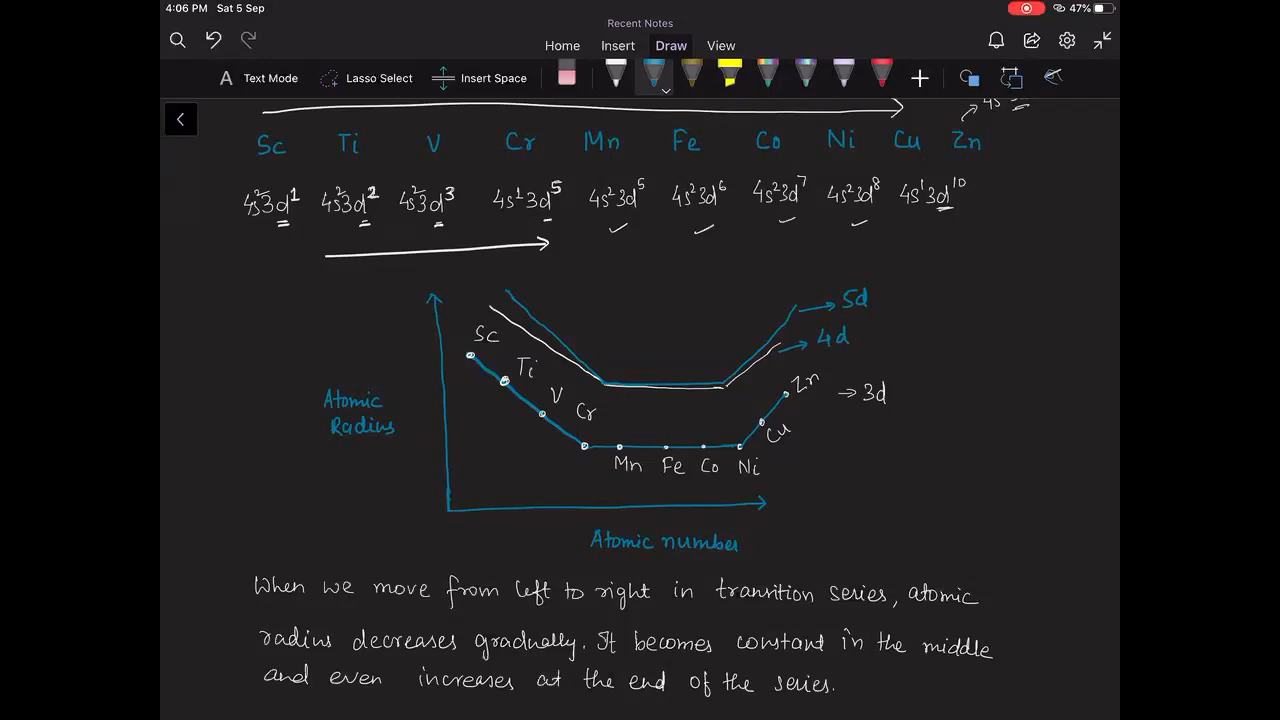 4:06 PM Sat 5 Sep
47%
Recent Notes
Home Insert Draw View
Text Mode Lasso Select Insert Space
4s
Sc Ti V Cr Mn Fe Co Ni Cu Zn
4s²3d¹ 4s²3d² 4s²3d³ 4s¹3d⁵ 4s²3d⁵ 4s²3d⁶ 4s²3d⁷ 4s²3d⁸ 4s¹3d¹⁰
5d
4d
3d
Sc
Ti
V
Cr
Mn Fe Co Ni
Cu
Zn
Atomic
Radius
Atomic number
When we move from left to right in transition series, atomic
radius decreases gradually. It becomes constant in the middle
and even increases at the end of the series.